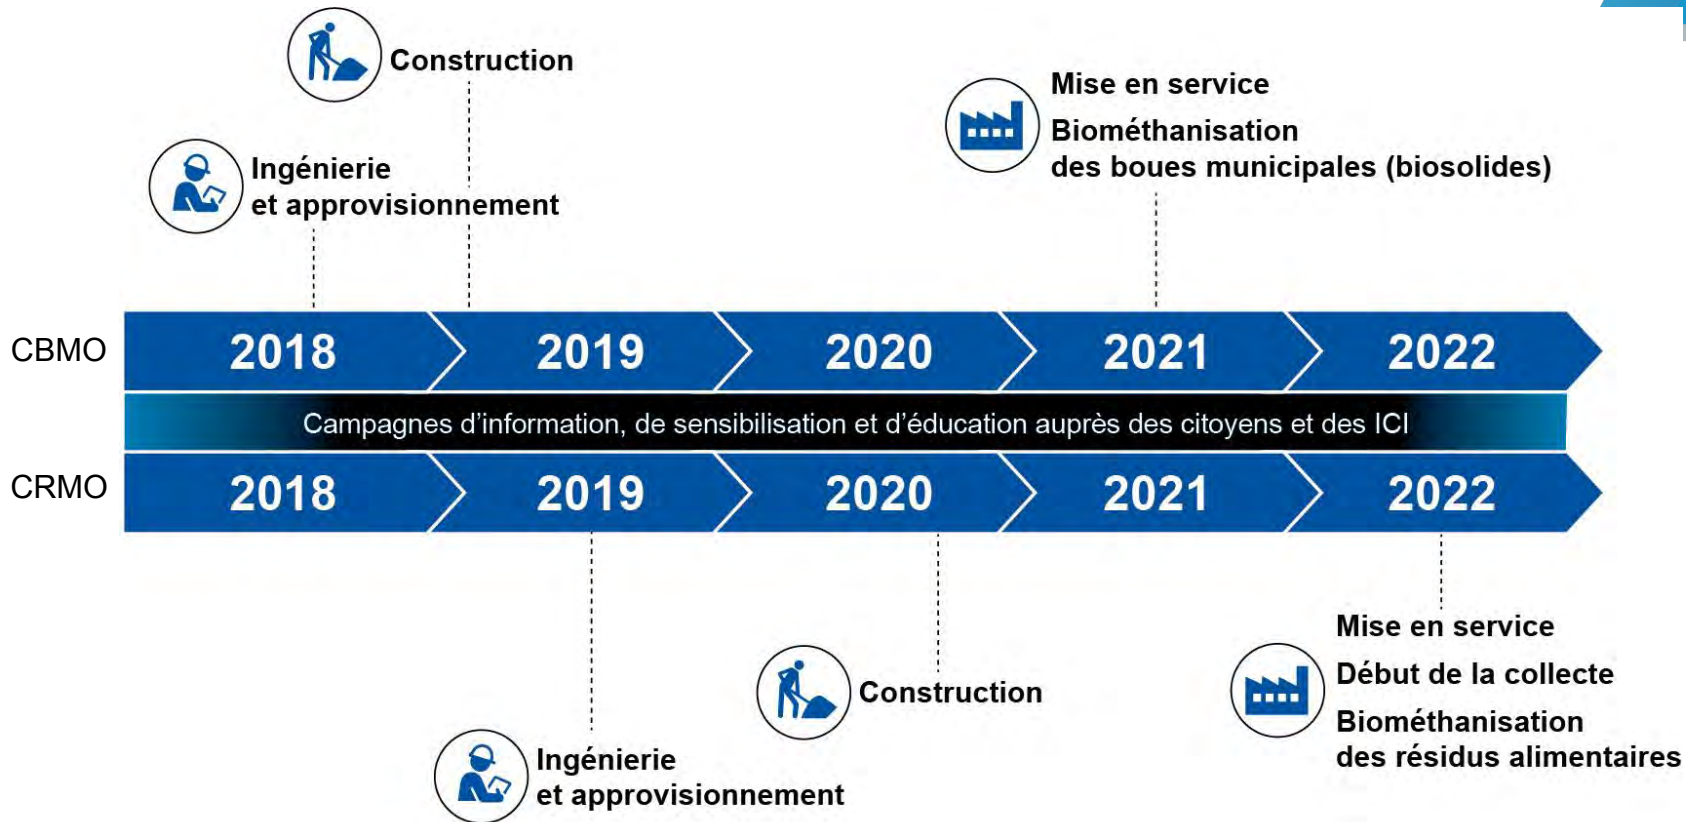 Construction
Ingénierie
et approvisionnement
Mise en service
Biométhanisation
des boues municipales (biosolides)
CBMO
2018
2019
2020
2021
2022
Campagnes d'information, de sensibilisation et d'éducation auprès des citoyens et des ICI
CRMO
2018
2019
2020
2021
2022
Ingénierie
et approvisionnement
Construction
Mise en service
Début de la collecte
Biométhanisation
des résidus alimentaires